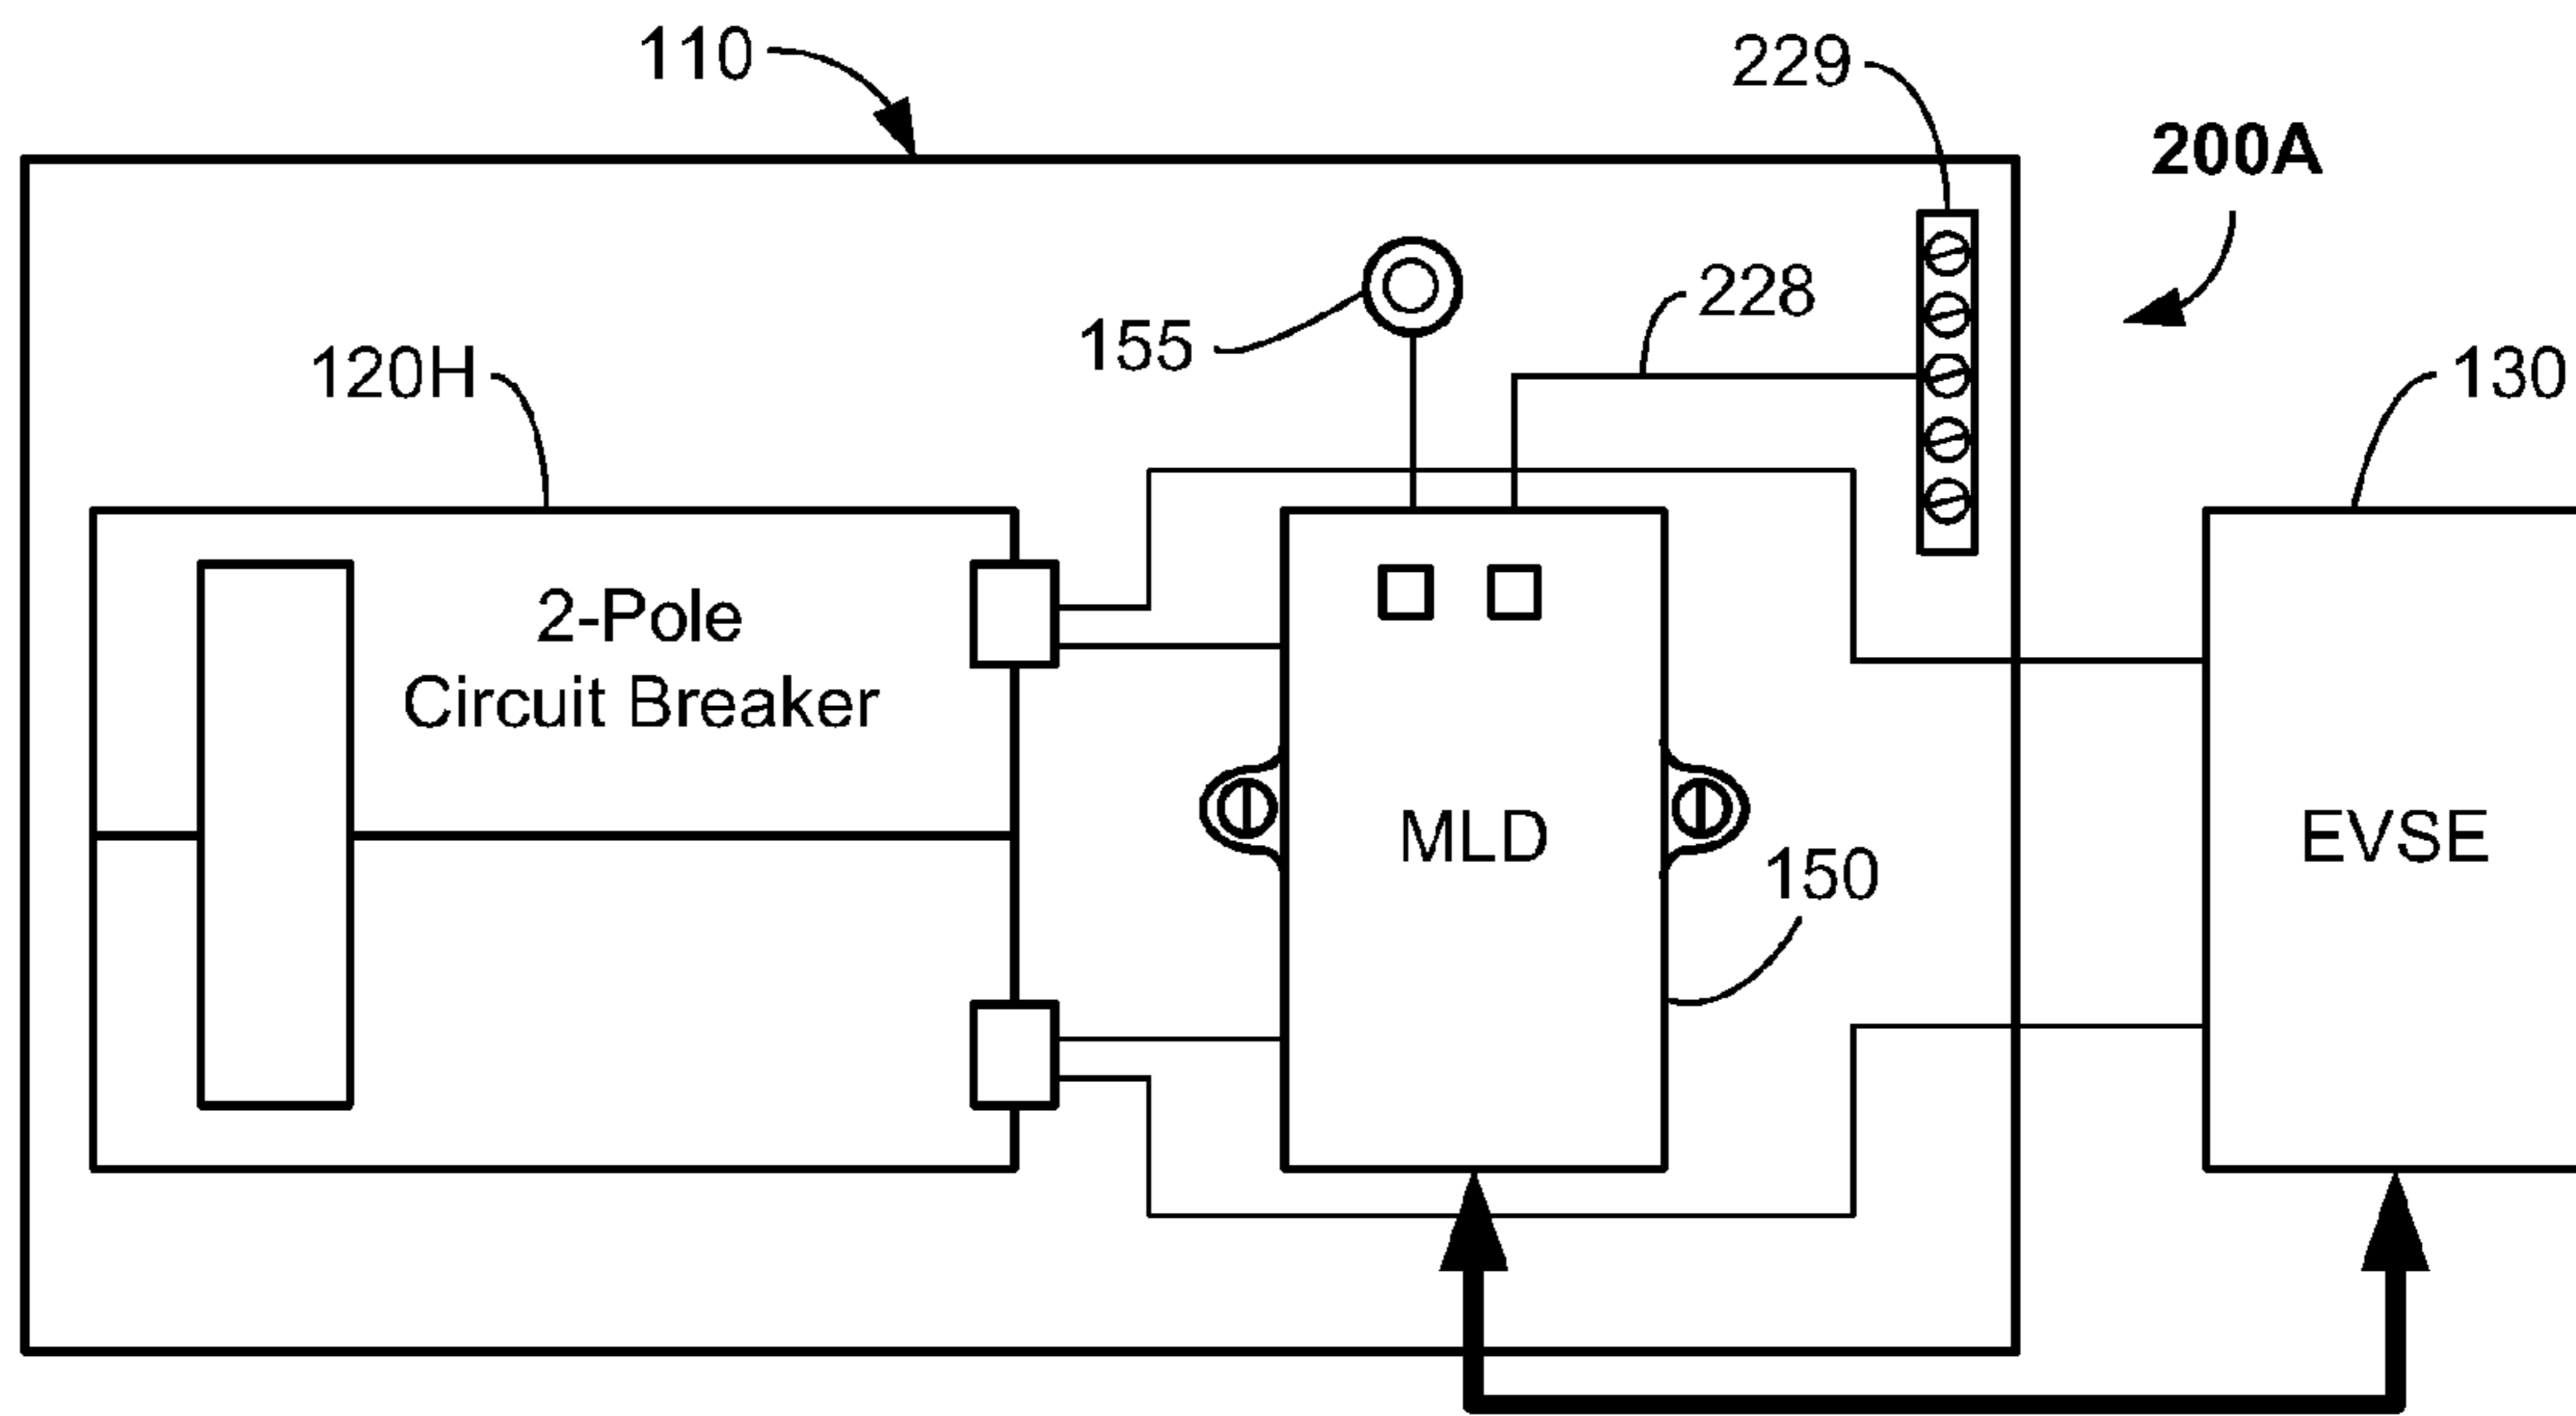 110
229
200A
228
155
120H
130
2-Pole
Circuit Breaker
MLD
EVSE
150